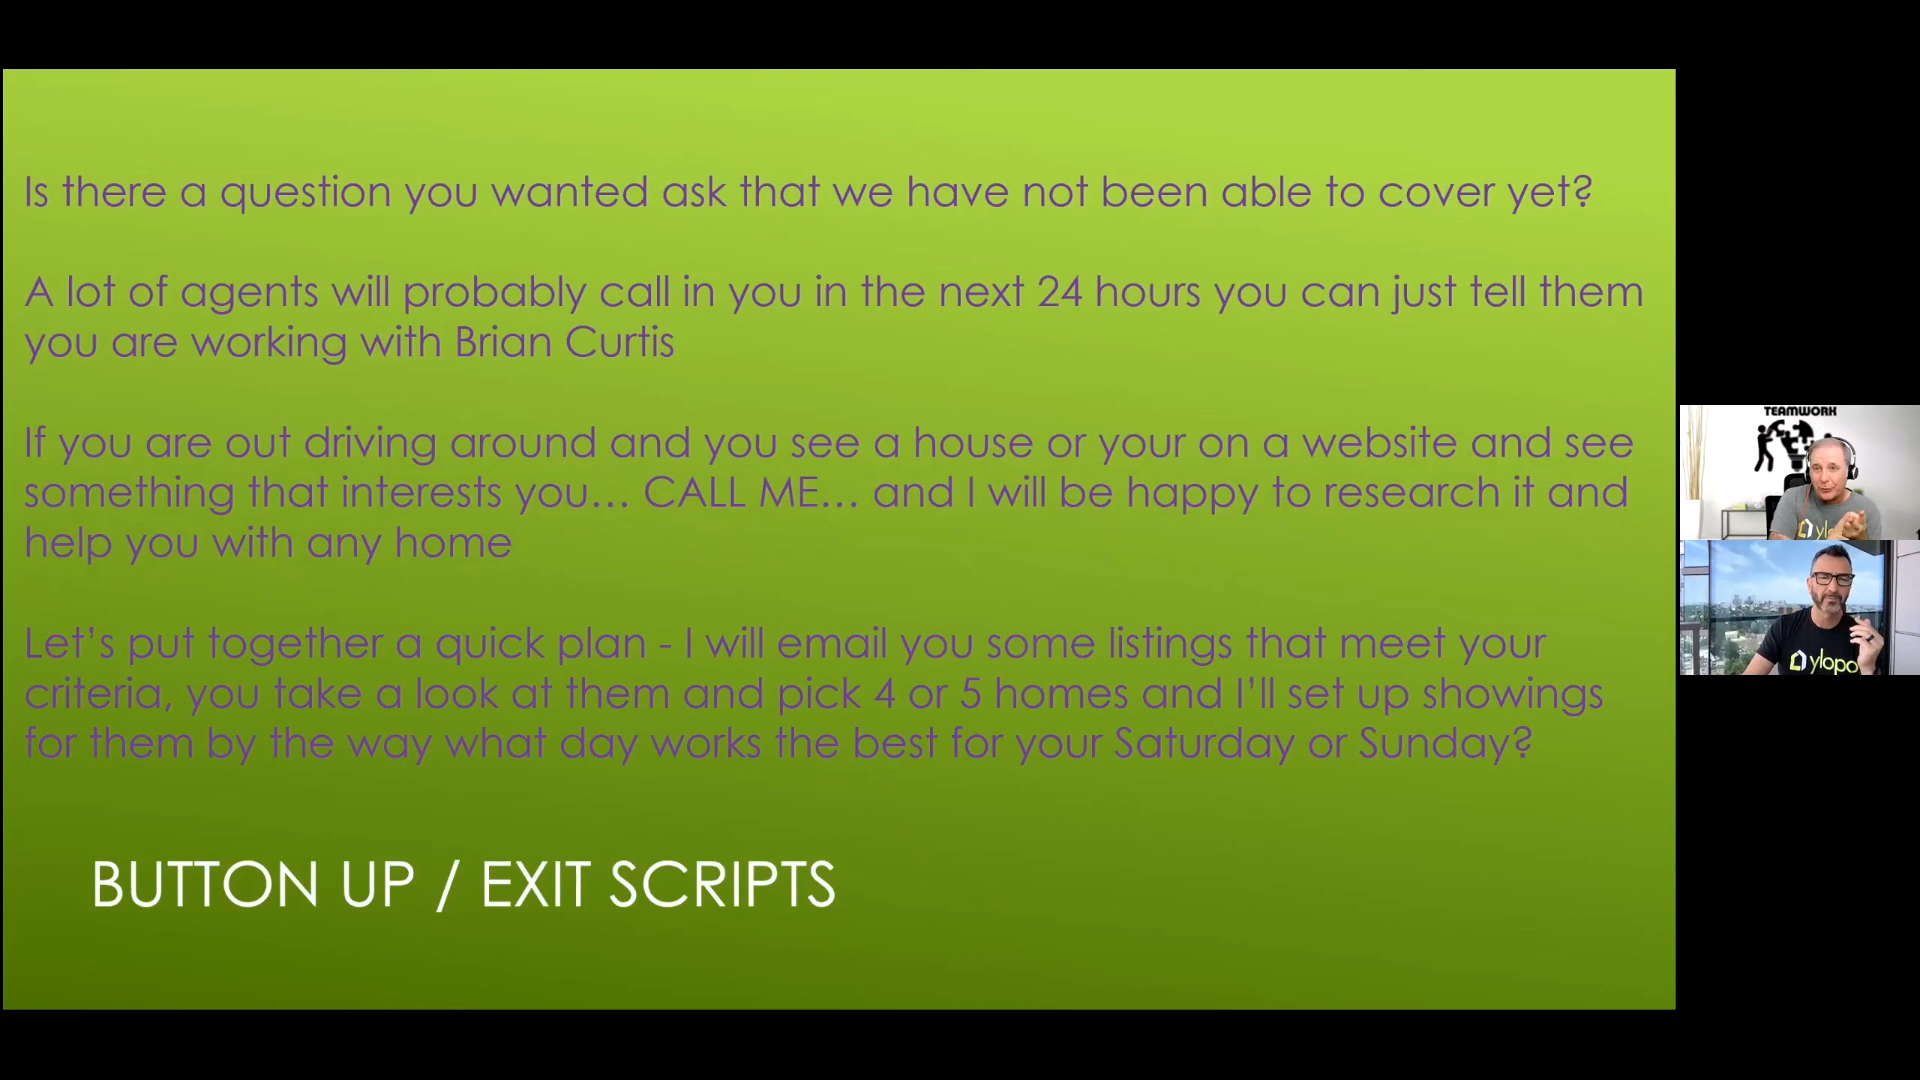 Is there a question you wanted ask that we have not been able to cover yet?
A lot of agents will probably call in you in the next 24 hours you can just tell them
you are working with Brian Curtis
If you are out driving around and you see a house or your on a website and see
something that interests you... CALL ME... and I will be happy to research it and
help you with any home
Let's put together a quick plan - I will email you some listings that meet your
criteria, you take a look at them and pick 4 or 5 homes and I'll set up showings
for them by the way what day works the best for your Saturday or Sunday?
BUTTON UP / EXIT SCRIPTS
TEAMWORK
ylopo